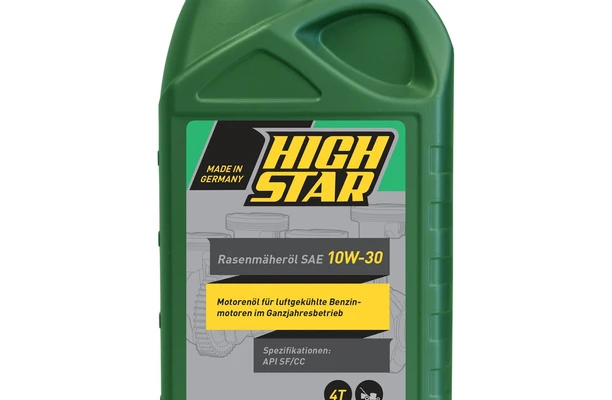 MADE IN
GERMANY
HIGH
STAR
Rasenmäheröl SAE 10W-30
Motorenöl für luftgekühlte Benzin-
motoren im Ganzjahresbetrieb
Spezifikationen:
API SF/CC
4T